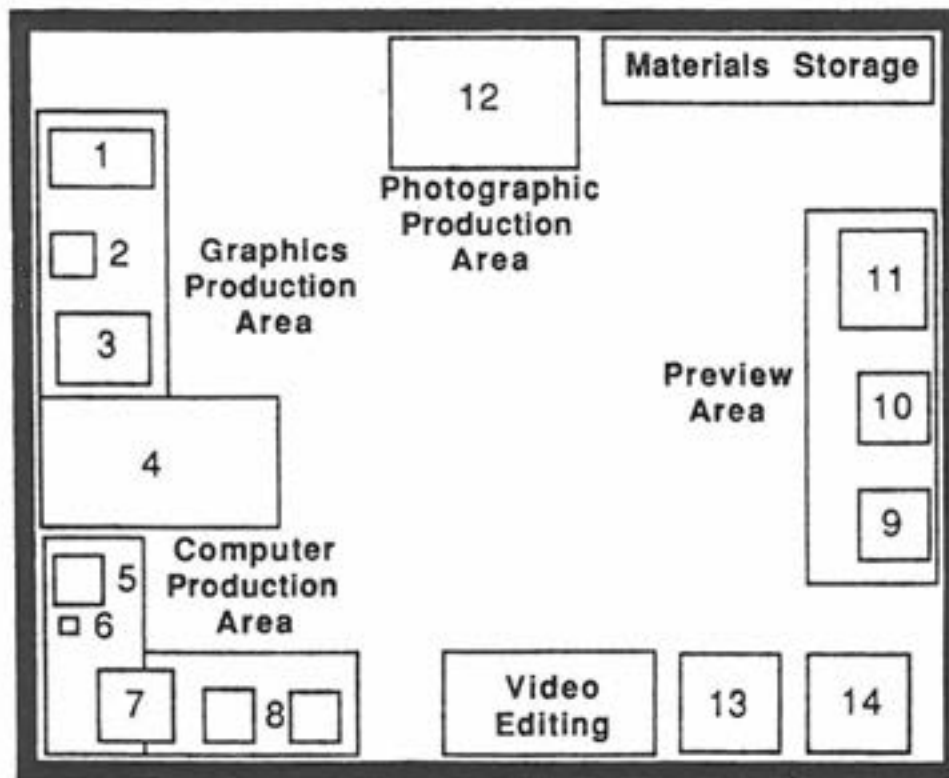 12
Materials Storage
1
Photographic
Production
Area
2
Graphics
Production
Area
11
3
Preview
Area
10
4
9
Computer
Production
Area
5
6
7
8
Video
Editing
13
14